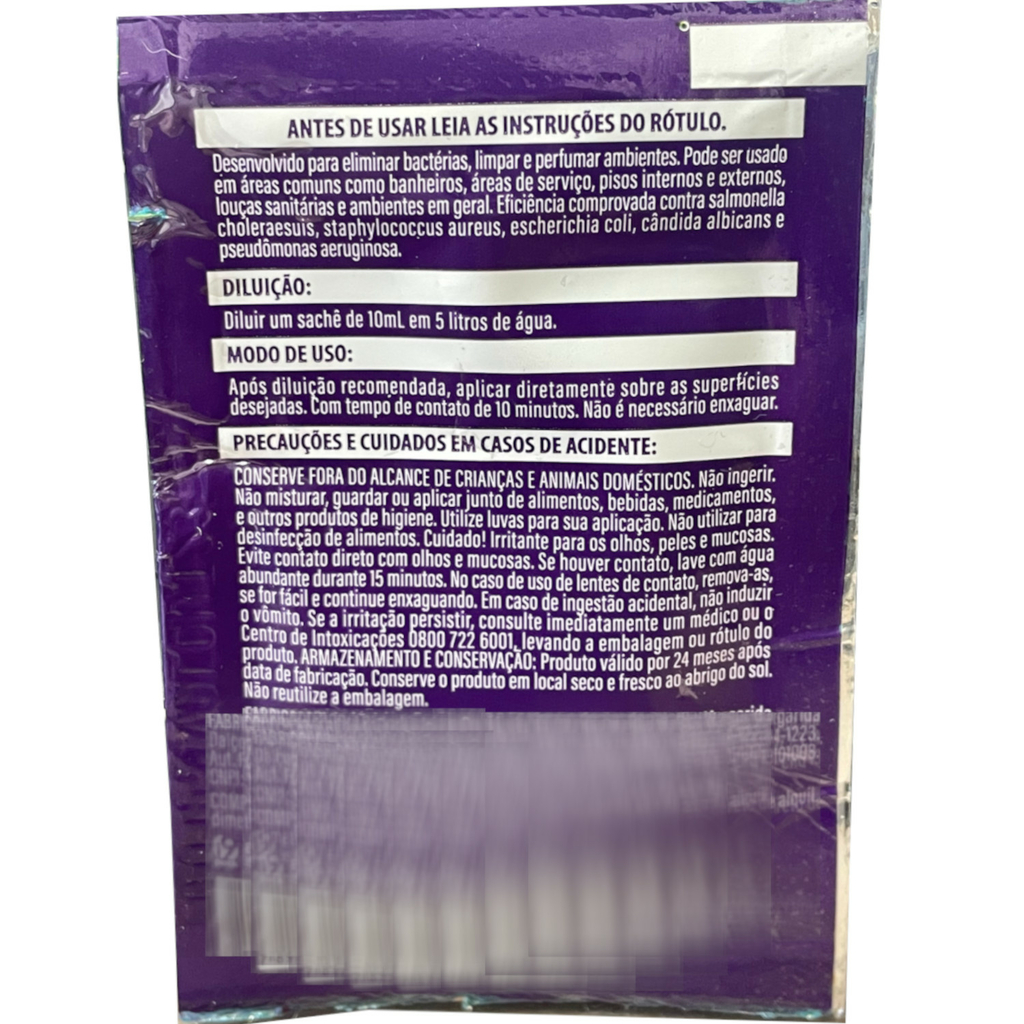 ANTES DE USAR LEIA AS INSTRUÇÕES DO RÓTULO.
Desenvolvido para eliminar bactérias, limpar e perfumar ambientes. Pode ser usado
em áreas comuns como banheiros, áreas de serviço, pisos internos e externos,
louças sanitárias e ambientes em geral. Eficiência comprovada contra salmonella
choleraesuis, staphylococcus aureus, escherichia coli, cândida albicans e
pseudômonas aeruginosa.
DILUIÇÃO:
Diluir um sachê de 10mL em 5 litros de água.
MODO DE USO:
Após diluição recomendada, aplicar diretamente sobre as superfícies
desejadas. Com tempo de contato de 10 minutos. Não é necessário enxaguar.
PRECAUÇÕES E CUIDADOS EM CASOS DE ACIDENTE:
CONSERVE FORA DO ALCANCE DE CRIANÇAS E ANIMAIS DOMÉSTICOS. Não ingerir.
Não misturar, guardar ou aplicar junto de alimentos, bebidas, medicamentos,
e outros produtos de higiene. Utilize luvas para sua aplicação. Não utilizar para
desinfecção de alimentos. Cuidado! Irritante para os olhos, peles e mucosas.
Evite contato direto com olhos e mucosas. Se houver contato, lave com água
abundante durante 15 minutos. No caso de uso de lentes de contato, remova-as,
se for fácil e continue enxaguando. Em caso de ingestão acidental, não induzir
o vômito. Se a irritação persistir, consulte imediatamente um médico ou o
Centro de Intoxicações 0800 722 6001, levando a embalagem ou rótulo do
produto. ARMAZENAMENTO E CONSERVAÇÃO: Produto válido por 24 meses após
data de fabricação. Conserve o produto em local seco e fresco ao abrigo do sol.
Não reutilize a embalagem.